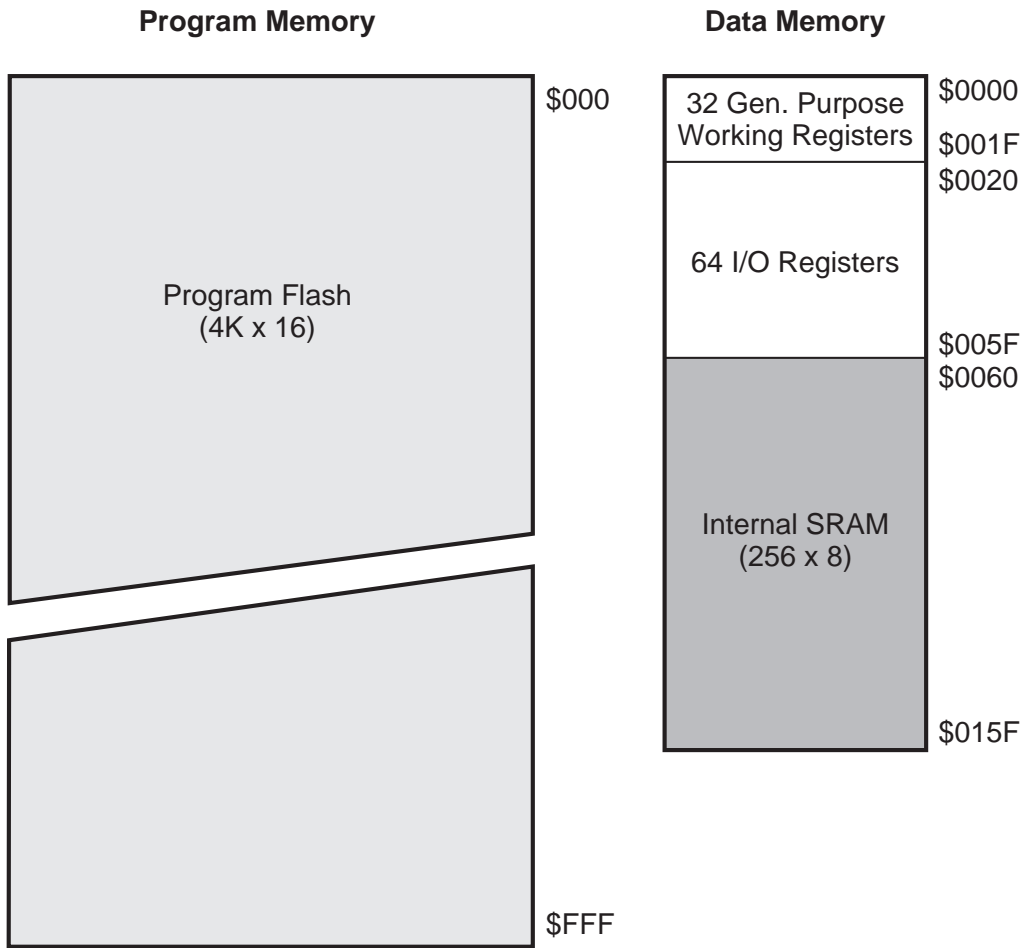 Program Memory
$000
Program Flash
(4K x 16)
$FFF
Data Memory
32 Gen. Purpose
Working Registers
$0000
$001F
$0020
64 I/O Registers
$005F
$0060
Internal SRAM
(256 x 8)
$015F